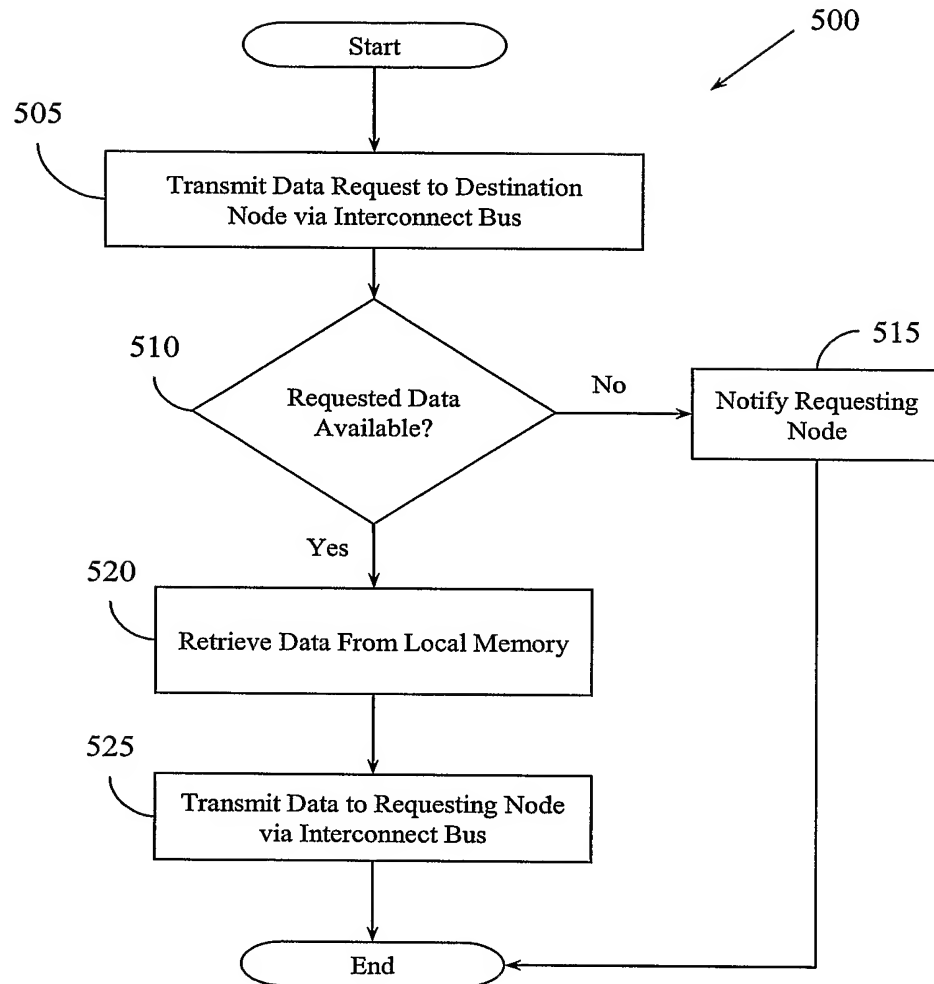 Start
500
505
Transmit Data Request to Destination
Node via Interconnect Bus
510
Requested Data
Available?
No
515
Notify Requesting
Node
Yes
520
Retrieve Data From Local Memory
525
Transmit Data to Requesting Node
via Interconnect Bus
End